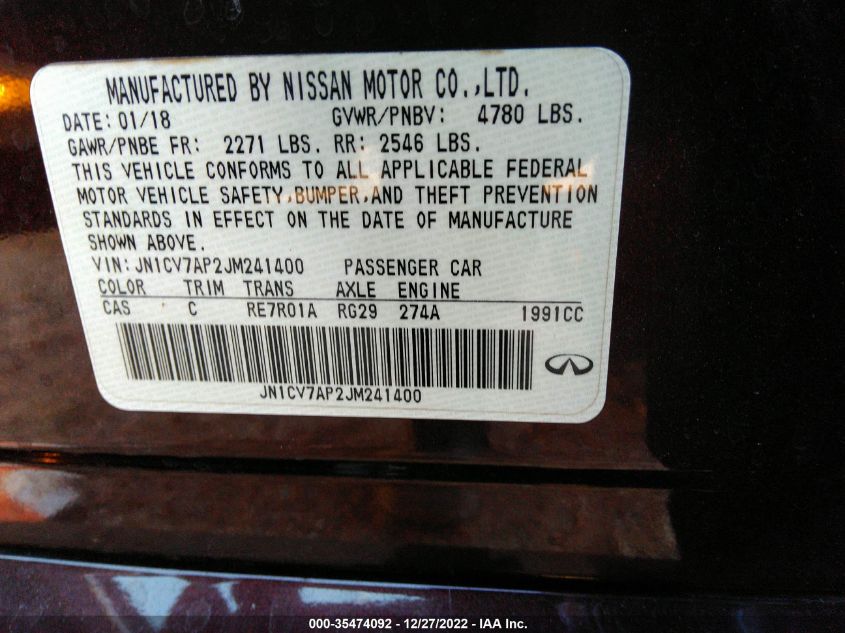 MANUFACTURED BY NISSAN MOTOR CO.,LTD.
DATE: 01/18 GVWR/PNBV: 4780 LBS.
GAWR/PNBE FR: 2271 LBS. RR: 2546 LBS.
THIS VEHICLE CONFORMS TO ALL APPLICABLE FEDERAL
MOTOR VEHICLE SAFETY,BUMPER,AND THEFT PREVENTION
STANDARDS IN EFFECT ON THE DATE OF MANUFACTURE
SHOWN ABOVE.
VIN: JN1CV7AP2JM241400 PASSENGER CAR
COLOR TRIM TRANS AXLE ENGINE
CAS C RE7R01A RG29 274A 1991CC
JN1CV7AP2JM241400
000-35474092 - 12/27/2022 - IAA Inc.